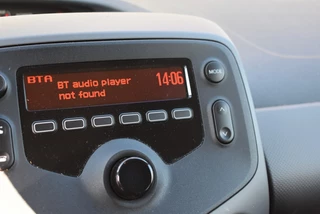 BTA
BT audio player
not found
14:06
MODE